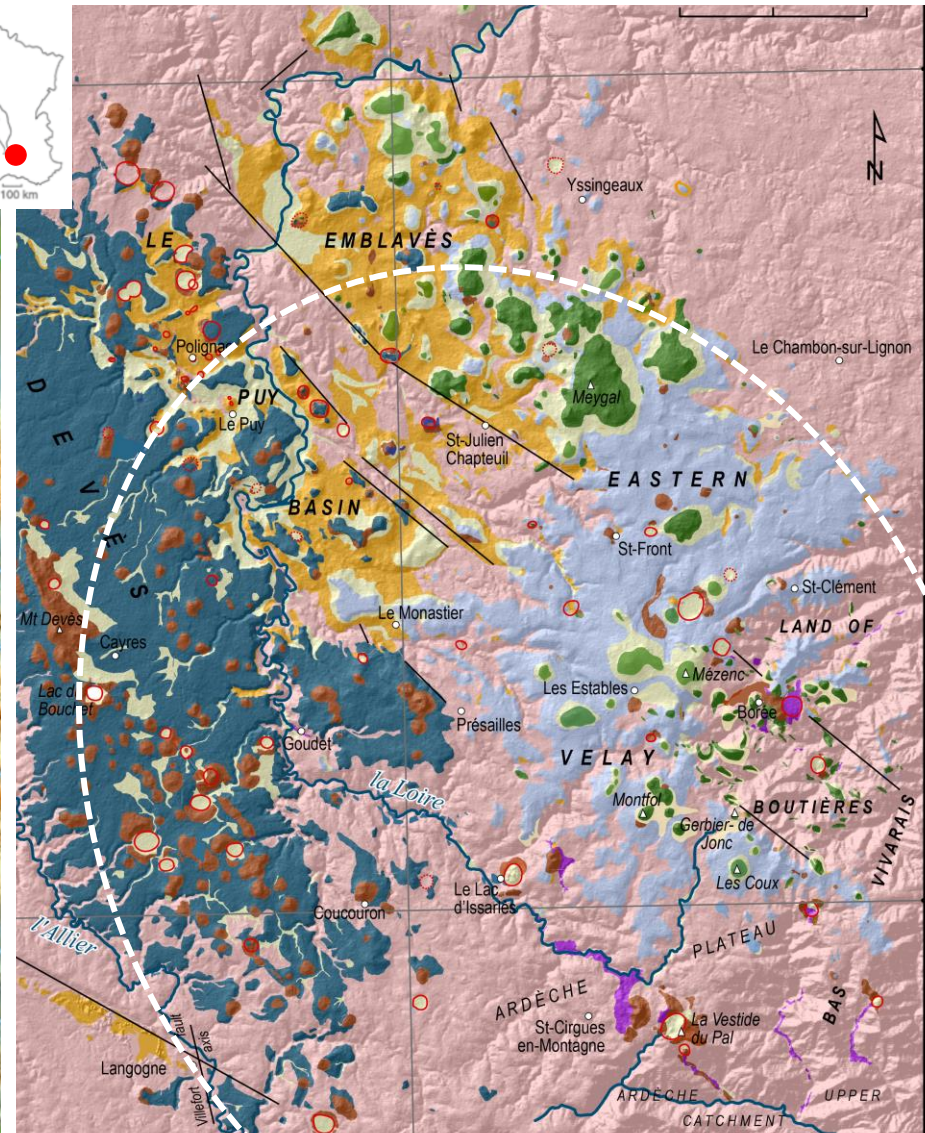 100 km
N
Yssingeaux
LE
EMBLAVÈS
Polignac
Le Chambon-sur-Lignon
Meygal
PUY
Le Puy
St-Julien
Chapteuil
DEVÈS
EASTERN
BASIN
St-Front
St-Clément
Le Monastier
LAND OF
Mt Devès
Cayres
Mézenc
Les Estables
Borée
Lac du
Bouchet
Présailles
Goudet
VELAY
la Loire
Montfol
BOUTIÈRES
Gerbier-de
Jonc
VIVARAIS
Les Coux
Le Lac
d'Issarlès
Coucouron
l'Allier
PLATEAU
ARDÈCHE
BAS
St-Cirgues
en-Montagne
La Vestide
du Pal
Langogne
Villefort
fault
axis
ARDÈCHE
UPPER
CATCHMENT